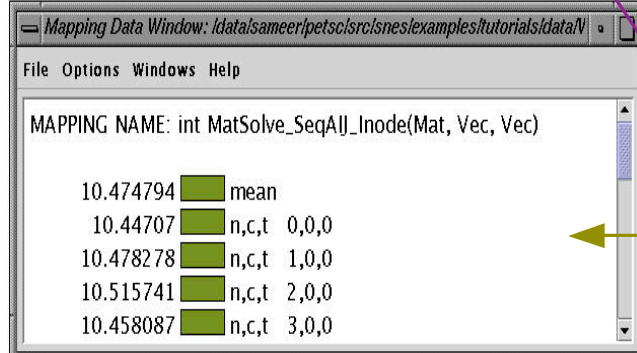 Mapping Data Window: /data/sameer/petsc/src/snes/examples/tutorials/data/V
File Options Windows Help
MAPPING NAME: int MatSolve_SeqAIJ_Inode(Mat, Vec, Vec)
10.474794 mean
10.44707 n,c,t 0,0,0
10.478278 n,c,t 1,0,0
10.515741 n,c,t 2,0,0
10.458087 n,c,t 3,0,0